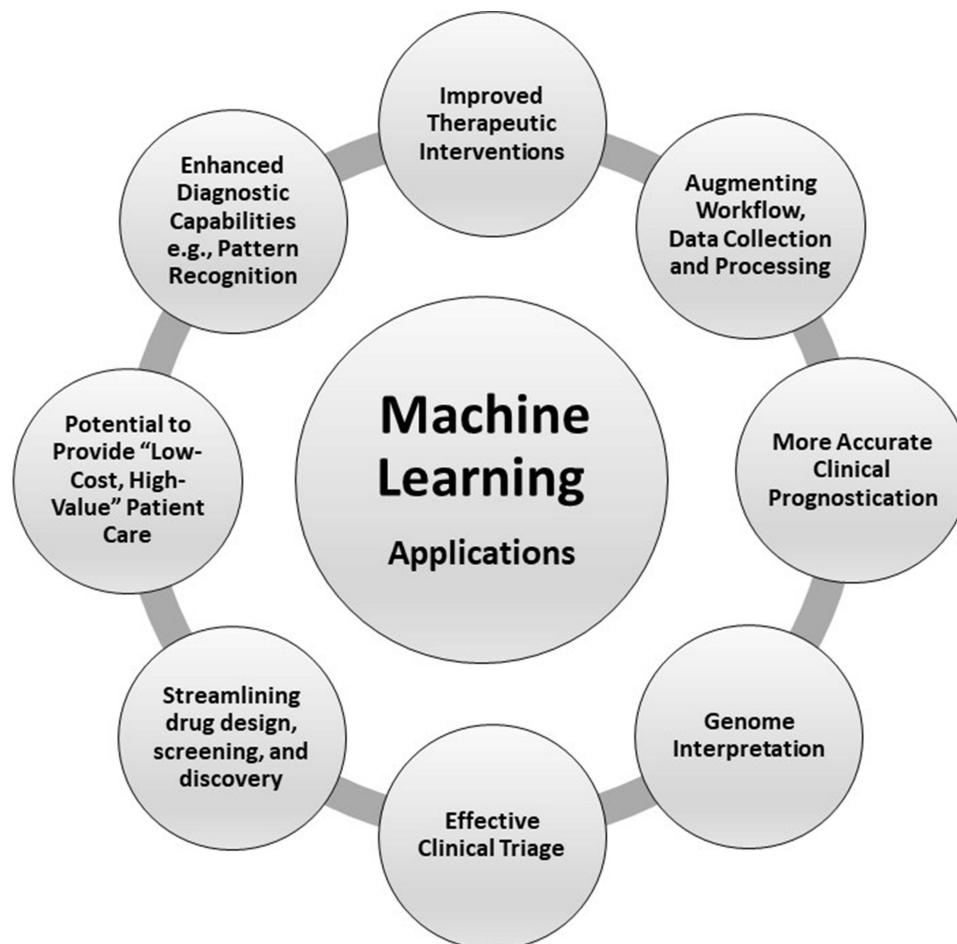 Improved
Therapeutic
Interventions
Augmenting
Workflow,
Data Collection
and Processing
More Accurate
Clinical
Prognostication
Genome
Interpretation
Effective
Clinical Triage
Streamlining
drug design,
screening, and
discovery
Potential to
Provide “Low-
Cost, High-
Value” Patient
Care
Enhanced
Diagnostic
Capabilities
e.g., Pattern
Recognition
Machine
Learning
Applications